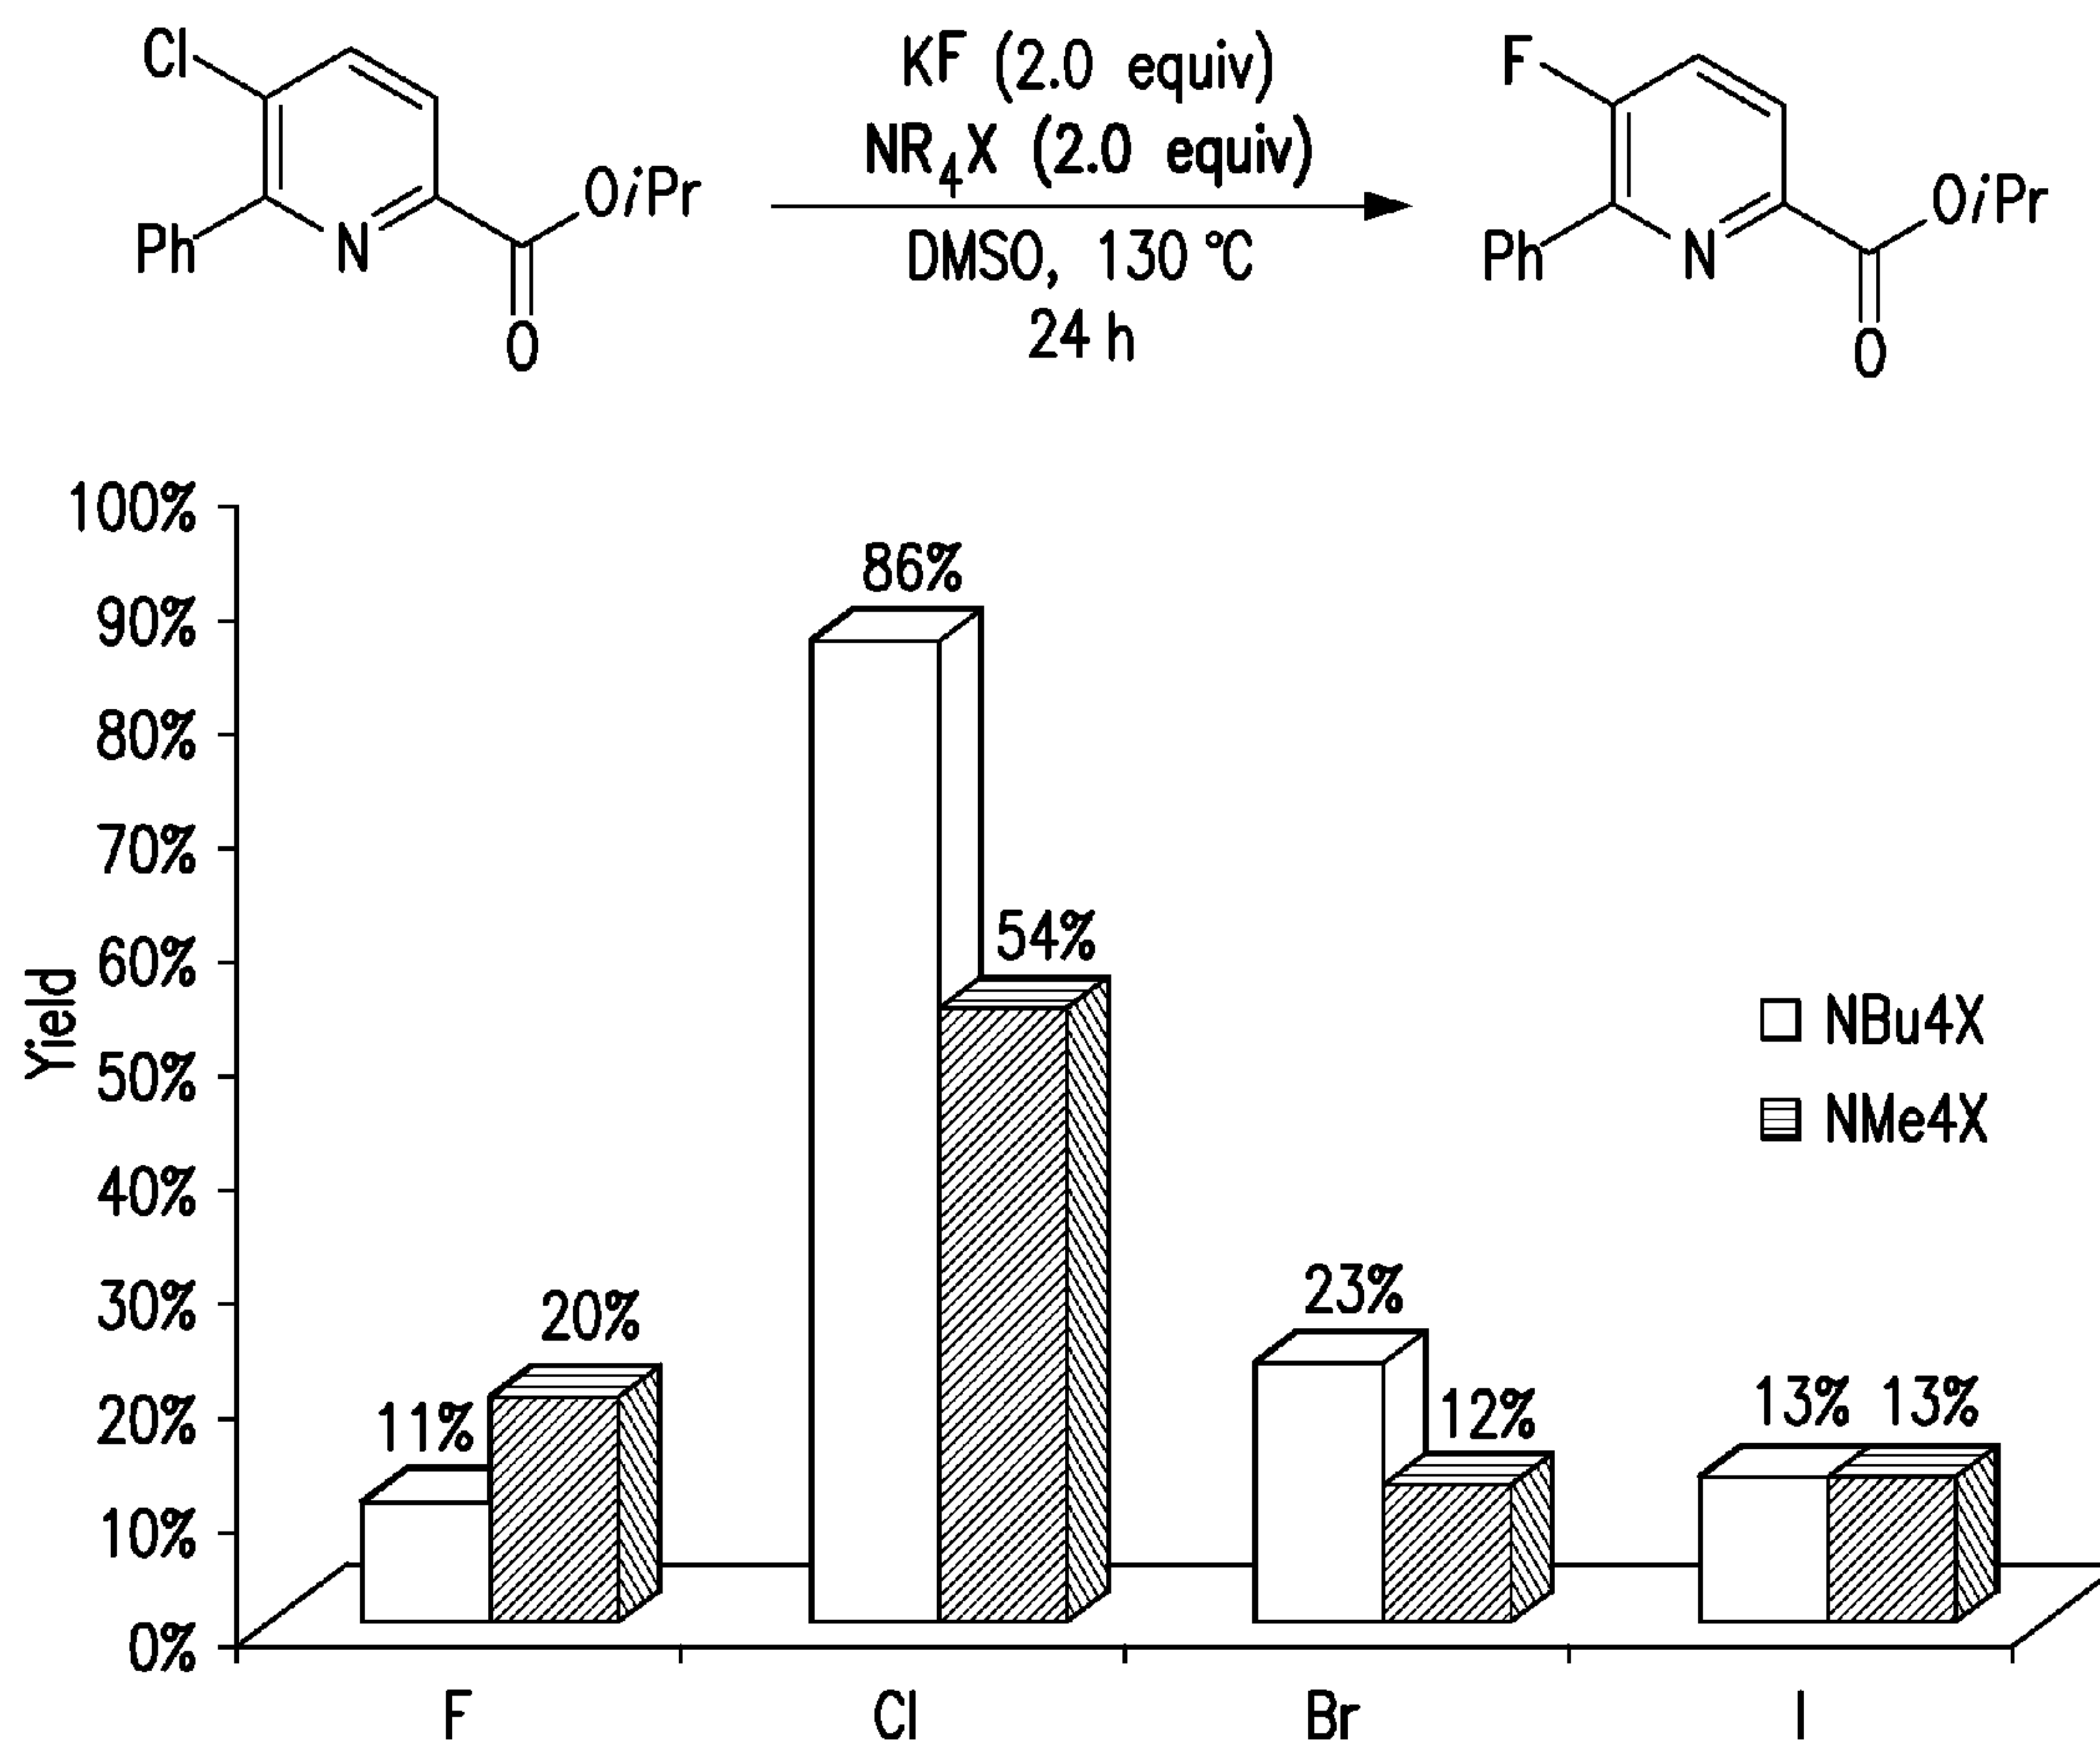 Cl
Ph
N
OiPr
O
KF (2.0 equiv)
NR4X (2.0 equiv)
DMSO, 130 °C
24 h
F
Ph
N
OiPr
O
Yield
100%
90%
80%
70%
60%
50%
40%
30%
20%
10%
0%
11%
20%
86%
54%
23%
12%
13% 13%
NBu4X
NMe4X
F Cl Br I